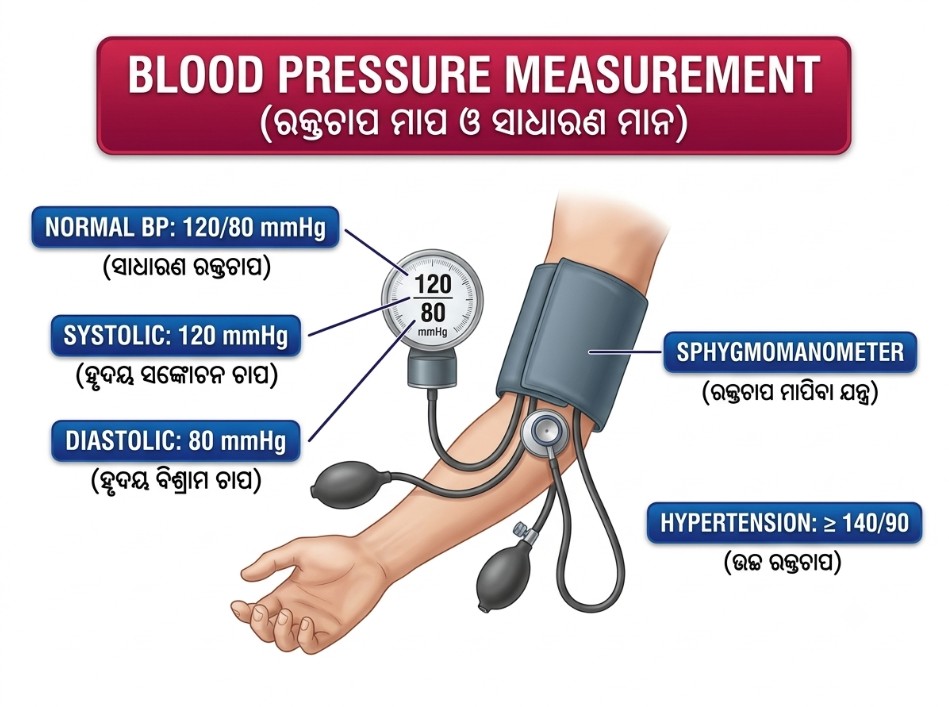 BLOOD PRESSURE MEASUREMENT
(ରକ୍ତଚାପ ମାପ ଓ ସାଧାରଣ ମାନ)
NORMAL BP: 120/80 mmHg
(ସାଧାରଣ ରକ୍ତଚାପ)
120
80
mmHg
SYSTOLIC: 120 mmHg
(ହୃଦୟ ସଙ୍କୋଚନ ଚାପ)
DIASTOLIC: 80 mmHg
(ହୃଦୟ ବିଶ୍ରାମ ଚାପ)
SPHYGMOMANOMETER
(ରକ୍ତଚାପ ମାପିବା ଯନ୍ତ୍ର)
HYPERTENSION: ≥ 140/90
(ଉଚ୍ଚ ରକ୍ତଚାପ)